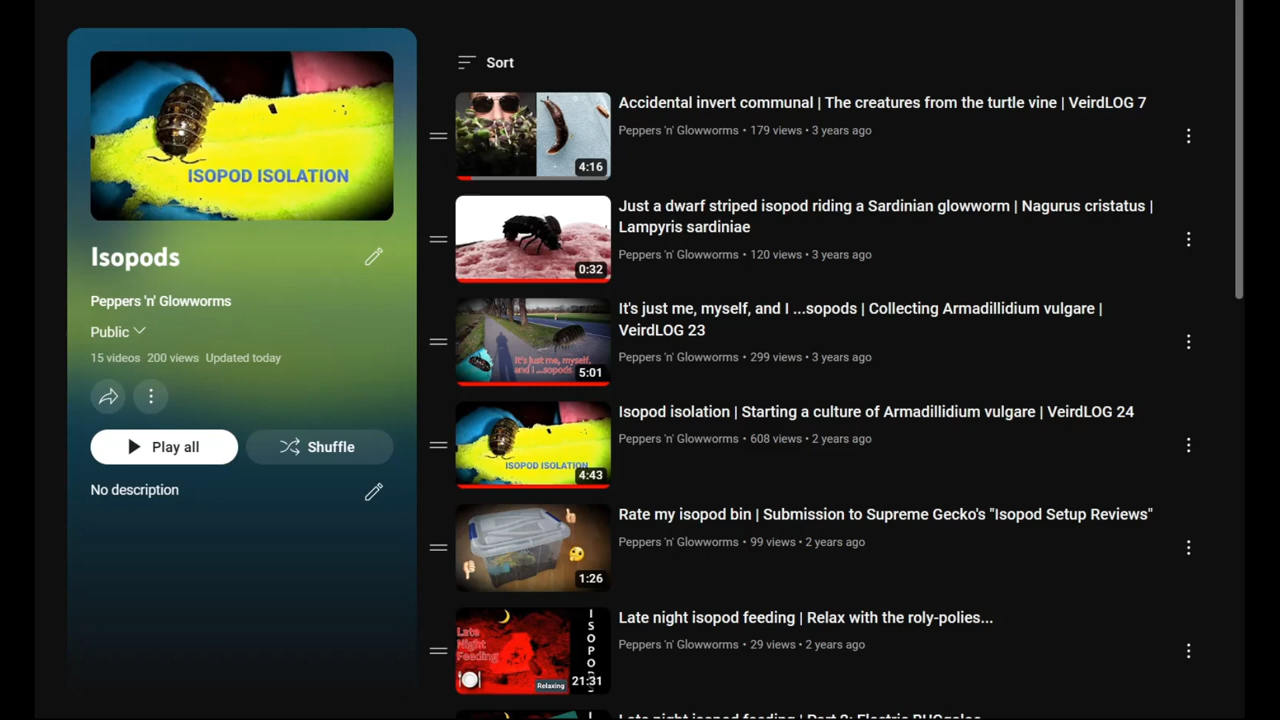 ISOPOD ISOLATION
Isopods
Peppers 'n' Glowworms
Public
15 videos 200 views Updated today
Play all
Shuffle
No description
Sort
4:16
Accidental invert communal | The creatures from the turtle vine | VeirdLOG 7
Peppers 'n' Glowworms • 179 views • 3 years ago
0:32
Just a dwarf striped isopod riding a Sardinian glowworm | Nagurus cristatus |
Lampyris sardiniae
Peppers 'n' Glowworms • 120 views • 3 years ago
It's just me, myself,
and I ...sopods
5:01
It's just me, myself, and I ...sopods | Collecting Armadillidium vulgare |
VeirdLOG 23
Peppers 'n' Glowworms • 299 views • 3 years ago
ISOPOD ISOLATION
4:43
Isopod isolation | Starting a culture of Armadillidium vulgare | VeirdLOG 24
Peppers 'n' Glowworms • 608 views • 2 years ago
1:26
Rate my isopod bin | Submission to Supreme Gecko's "Isopod Setup Reviews"
Peppers 'n' Glowworms • 99 views • 2 years ago
Late
Night
Feeding
Relaxing
I
S
O
P
O
21:31
Late night isopod feeding | Relax with the roly-polies...
Peppers 'n' Glowworms • 29 views • 2 years ago
Late night isopod feeding | Part 2: Electric BUGaloo